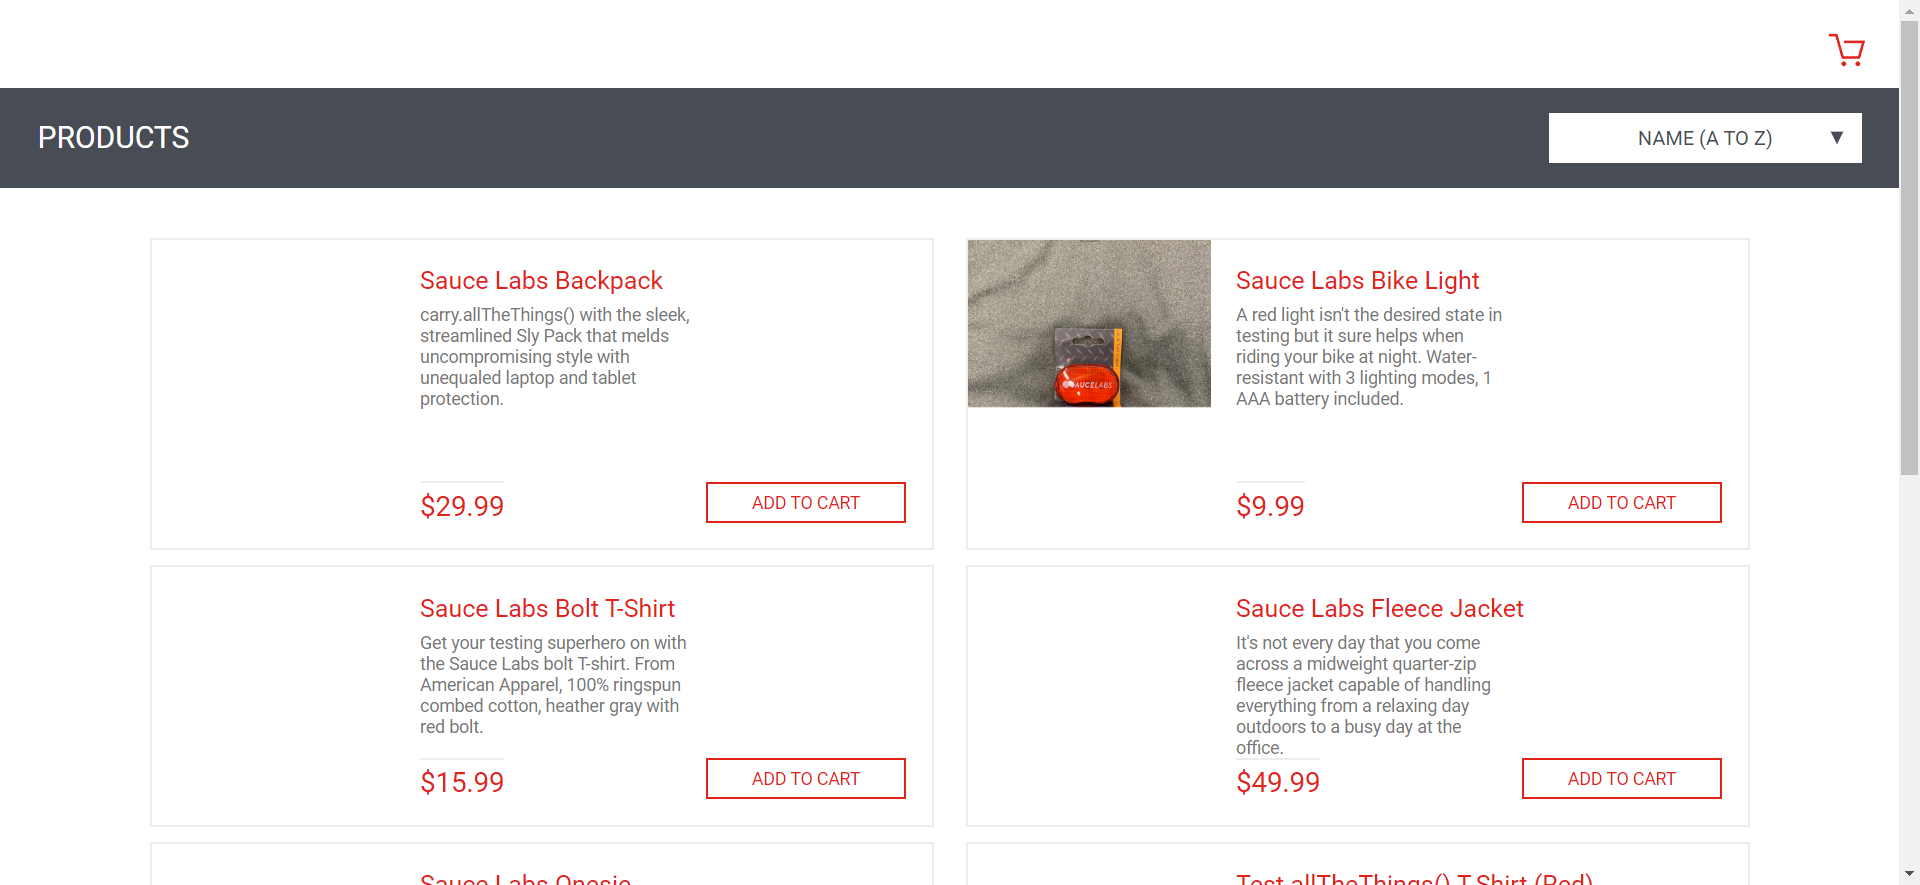 PRODUCTS
NAME (A TO Z)
Sauce Labs Backpack
carry.allTheThings() with the sleek,
streamlined Sly Pack that melds
uncompromising style with
unequaled laptop and tablet
protection.
$29.99
ADD TO CART
SAUCELABS
Sauce Labs Bike Light
A red light isn't the desired state in
testing but it sure helps when
riding your bike at night. Water-
resistant with 3 lighting modes, 1
AAA battery included.
$9.99
ADD TO CART
Sauce Labs Bolt T-Shirt
Get your testing superhero on with
the Sauce Labs bolt T-shirt. From
American Apparel, 100% ringspun
combed cotton, heather gray with
red bolt.
$15.99
ADD TO CART
Sauce Labs Fleece Jacket
It's not every day that you come
across a midweight quarter-zip
fleece jacket capable of handling
everything from a relaxing day
outdoors to a busy day at the
office.
$49.99
ADD TO CART
Sauce Labs Onesie
Test.allTheThings() T-Shirt (Red)